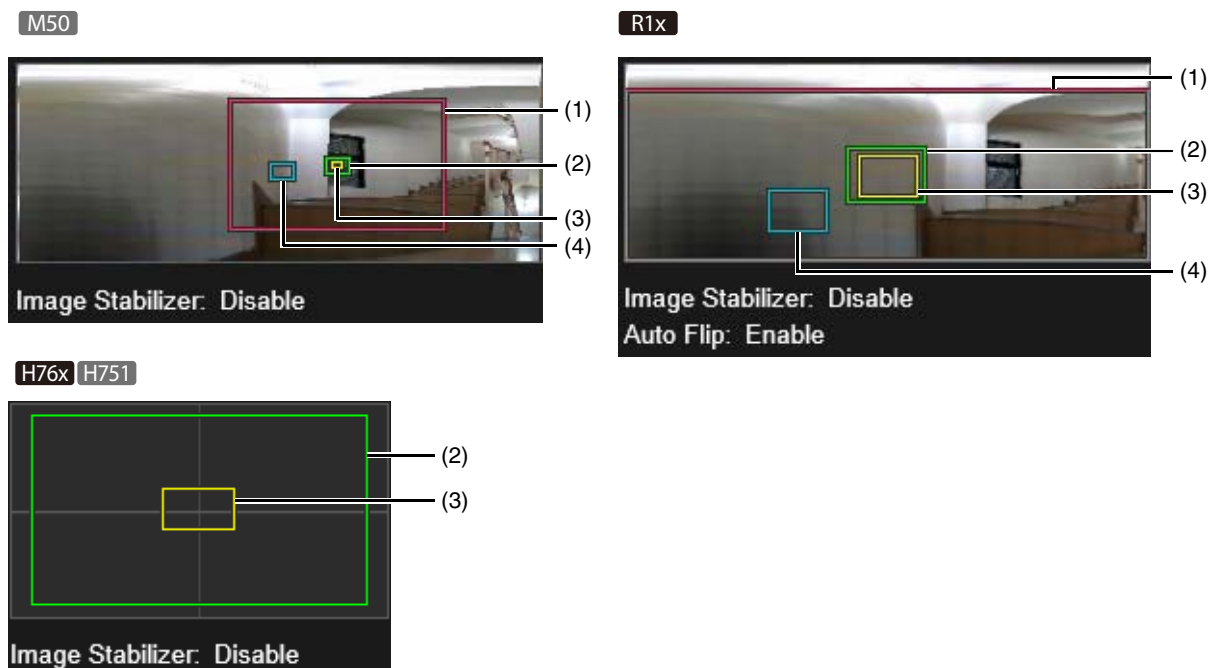 M50
(1)
(2)
(3)
(4)
Image Stabilizer: Disable
R1x
(1)
(2)
(3)
(4)
Image Stabilizer: Disable
Auto Flip: Enable
H76x H751
(2)
(3)
Image Stabilizer: Disable